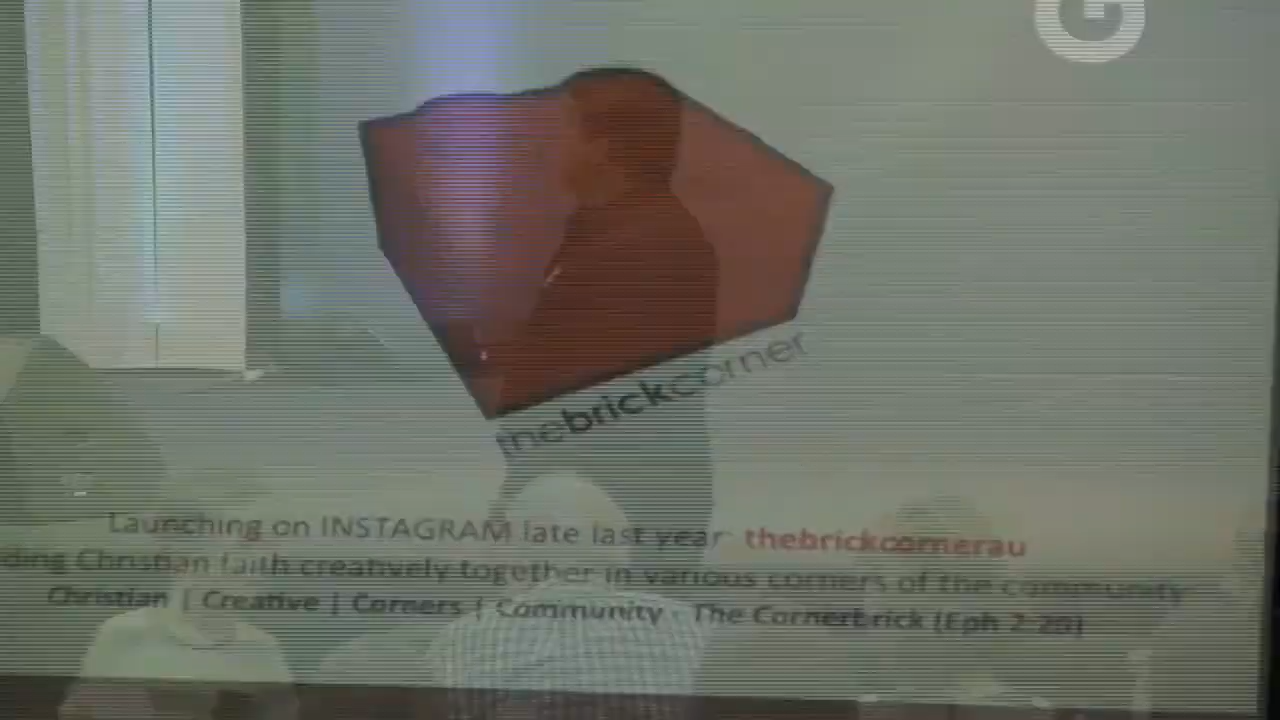 G
thebrickcorner
Launching on INSTAGRAM late last year thebrickcornerau
ding Christian faith creatively together in various corners of the community
Christian | Creative | Corners | Community - The Cornerbrick (Eph 2:20)